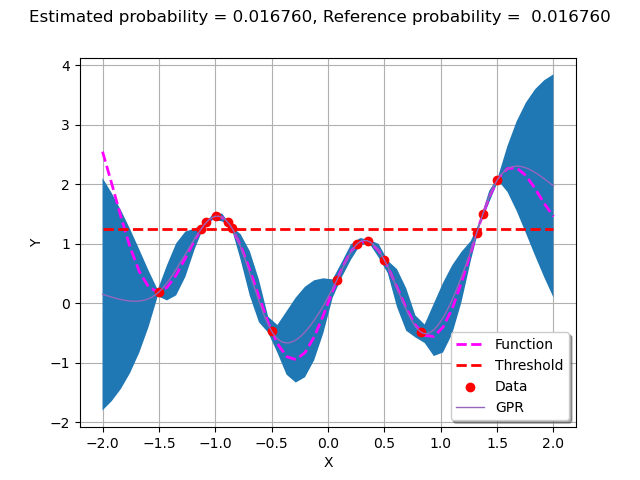 Estimated probability = 0.016760, Reference probability =  0.016760
4
3
2
1
0
−1
−2
Y
Function
Threshold
Data
GPR
−2.0 −1.5 −1.0 −0.5 0.0 0.5 1.0 1.5 2.0
X